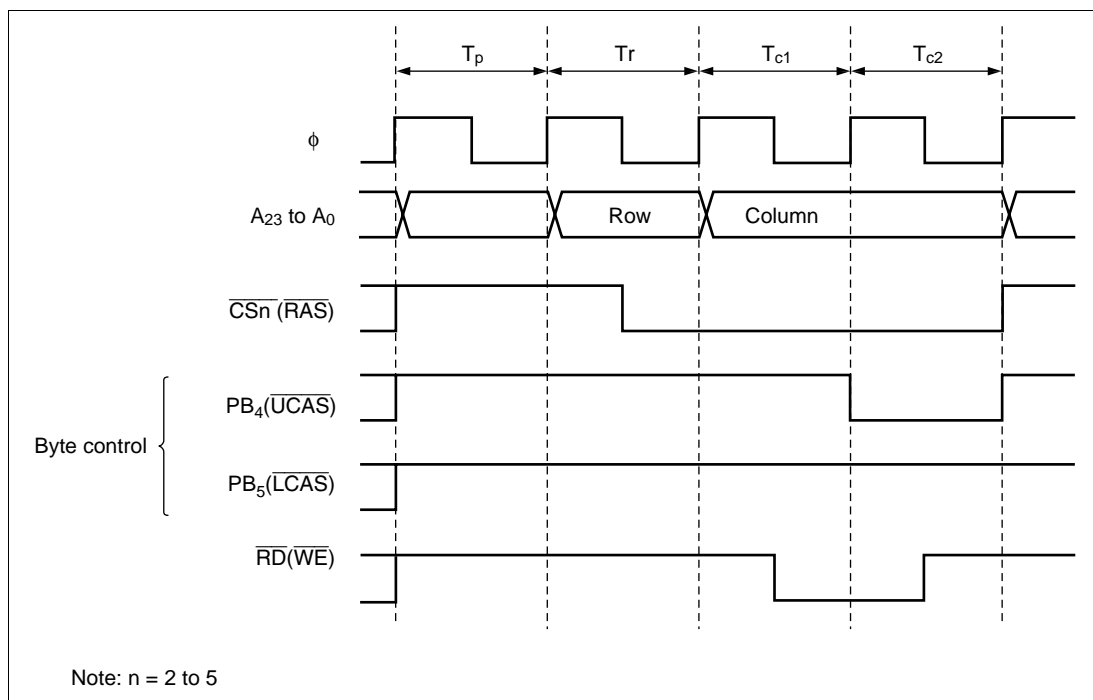 Tp Tr Tc1 Tc2
φ
A23 to A0 Row Column
CSn (RAS)
PB4(UCAS)
Byte control
PB5(LCAS)
RD(WE)
Note: n = 2 to 5